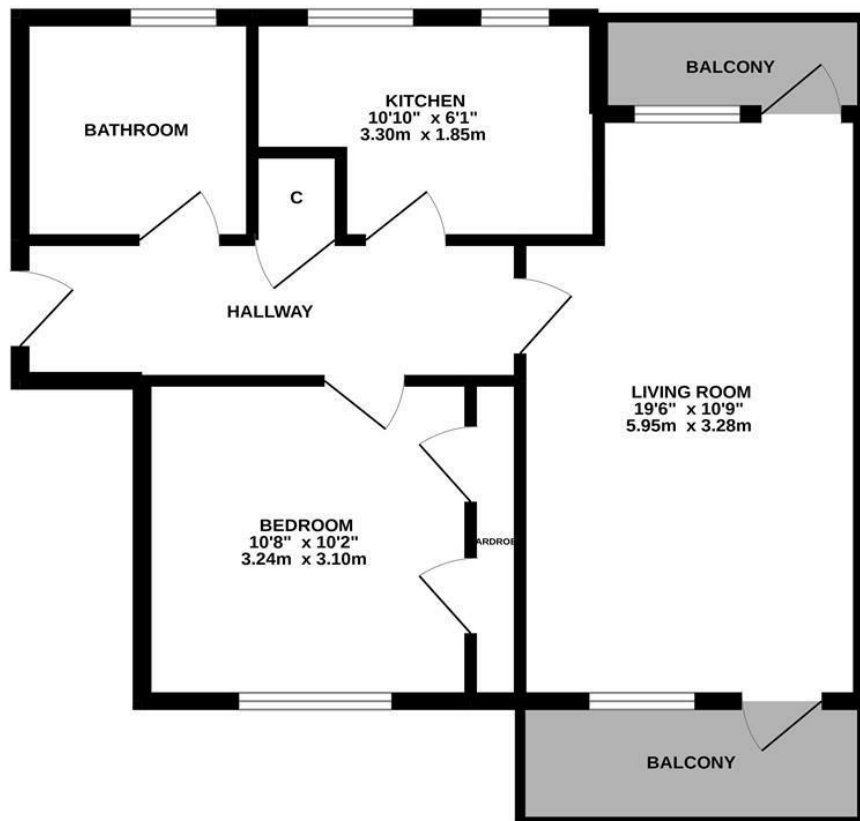 BALCONY
KITCHEN
10'10" x 6'1"
3.30m x 1.85m
BATHROOM
C
HALLWAY
LIVING ROOM
19'6" x 10'9"
5.95m x 3.28m
BEDROOM
10'8" x 10'2"
3.24m x 3.10m
ARDROB
BALCONY